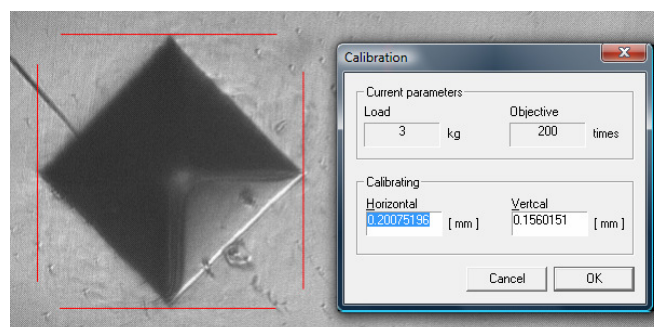 Calibration
Current parameters
Load
Objective
3 kg
200 times
Calibrating
Horizontal
Vertcal
0.20075196 [ mm ]
0.1560151 [ mm ]
Cancel
OK